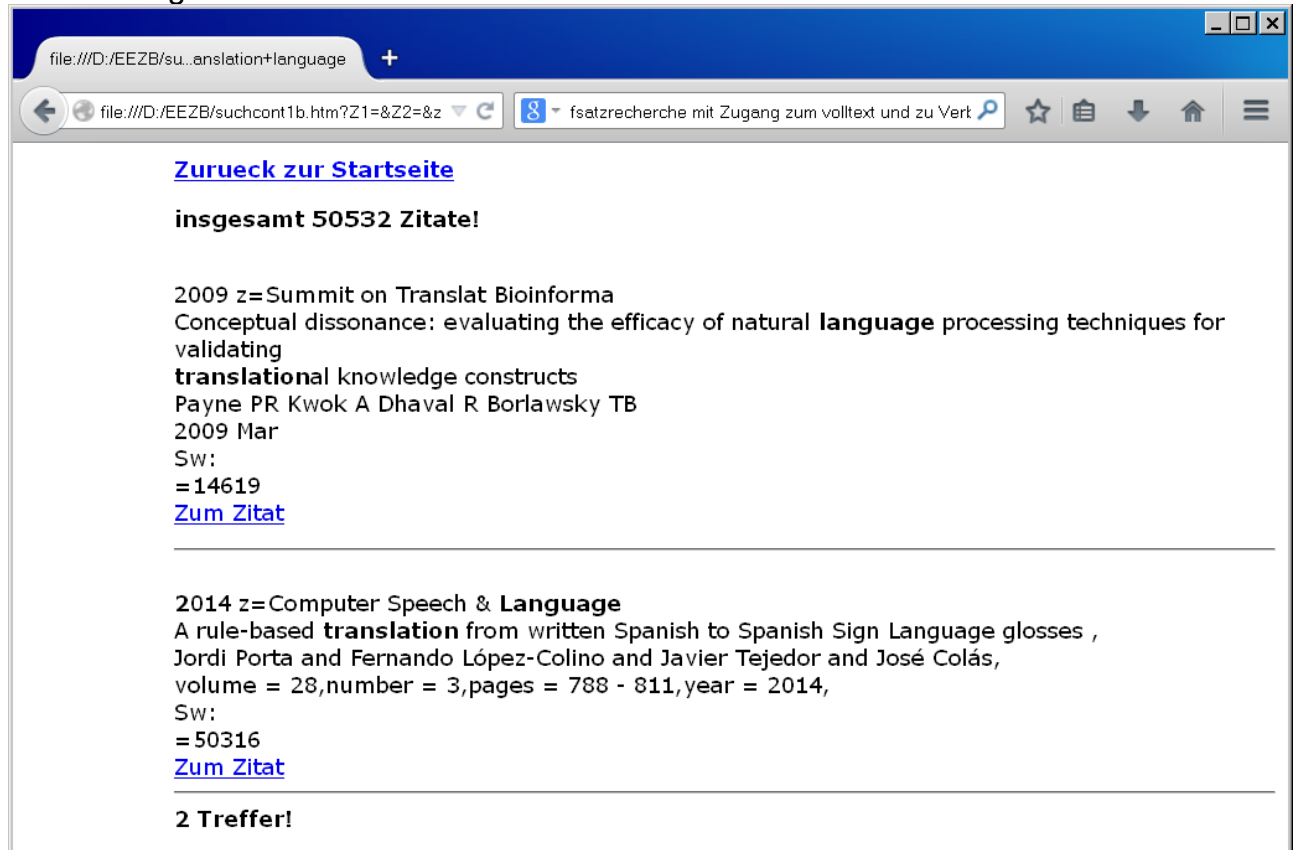 file:///D:/EEZB/su...anslation+language
file:///D:/EEZB/suchcont1b.htm?Z1=&Z2=&z
8
fsatzrecherche mit Zugang zum volltext und zu Verk
Zurueck zur Startseite
insgesamt 50532 Zitate!
2009 z=Summit on Translat Bioinforma
Conceptual dissonance: evaluating the efficacy of natural language processing techniques for
validating
translational knowledge constructs
Payne PR Kwok A Dhaval R Borlawsky TB
2009 Mar
Sw:
=14619
Zum Zitat
2014 z=Computer Speech & Language
A rule-based translation from written Spanish to Spanish Sign Language glosses ,
Jordi Porta and Fernando López-Colino and Javier Tejedor and José Colás,
volume = 28,number = 3,pages = 788 - 811,year = 2014,
Sw:
=50316
Zum Zitat
2 Treffer!